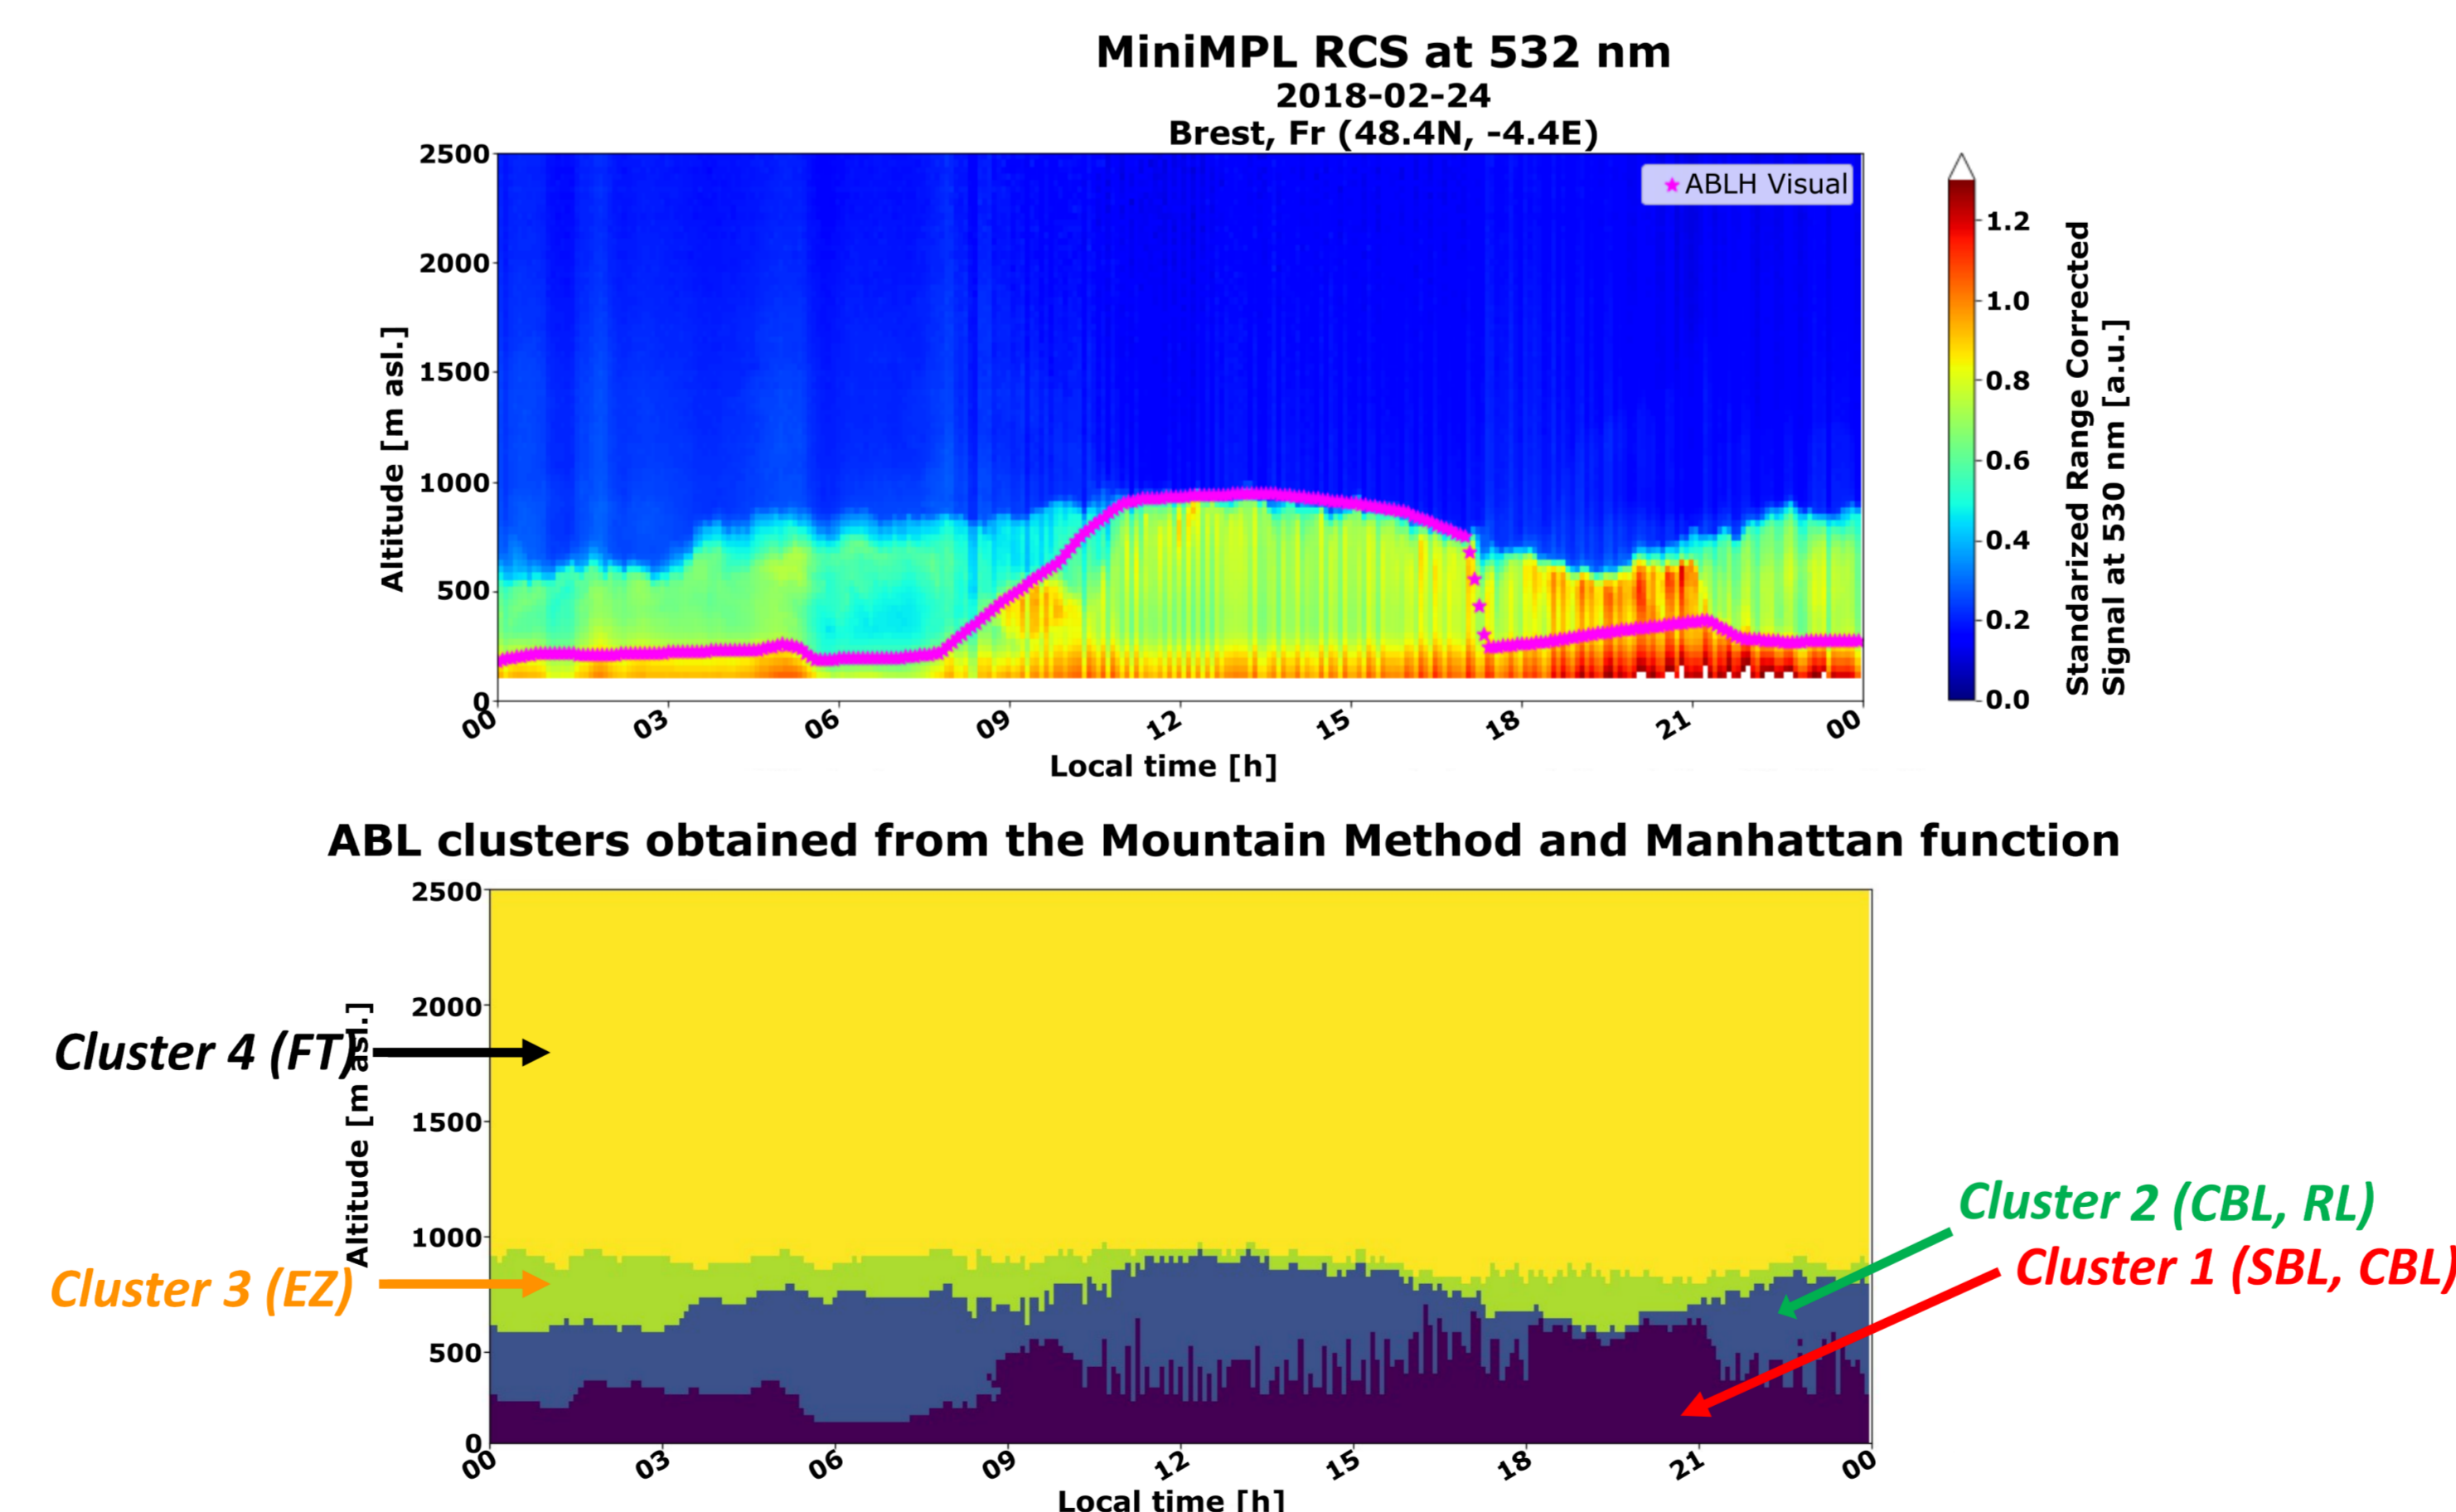 MiniMPL RCS at 532 nm
2018-02-24
Brest, Fr (48.4N, -4.4E)
ABLH Visual
Altitude [m asl.]
2500
2000
1500
1000
500
0
00 03 06 09 12 15 18 21 00
Local time [h]
1.2
1.0
0.8
0.6
0.4
0.2
0.0
Standarized Range Corrected
Signal at 530 nm [a.u.]
ABL clusters obtained from the Mountain Method and Manhattan function
Altitude [m asl.]
2500
2000
1500
1000
500
0
00 03 06 09 12 15 18 21 00
Local time [h]
Cluster 4 (FT)
Cluster 3 (EZ)
Cluster 2 (CBL, RL)
Cluster 1 (SBL, CBL)